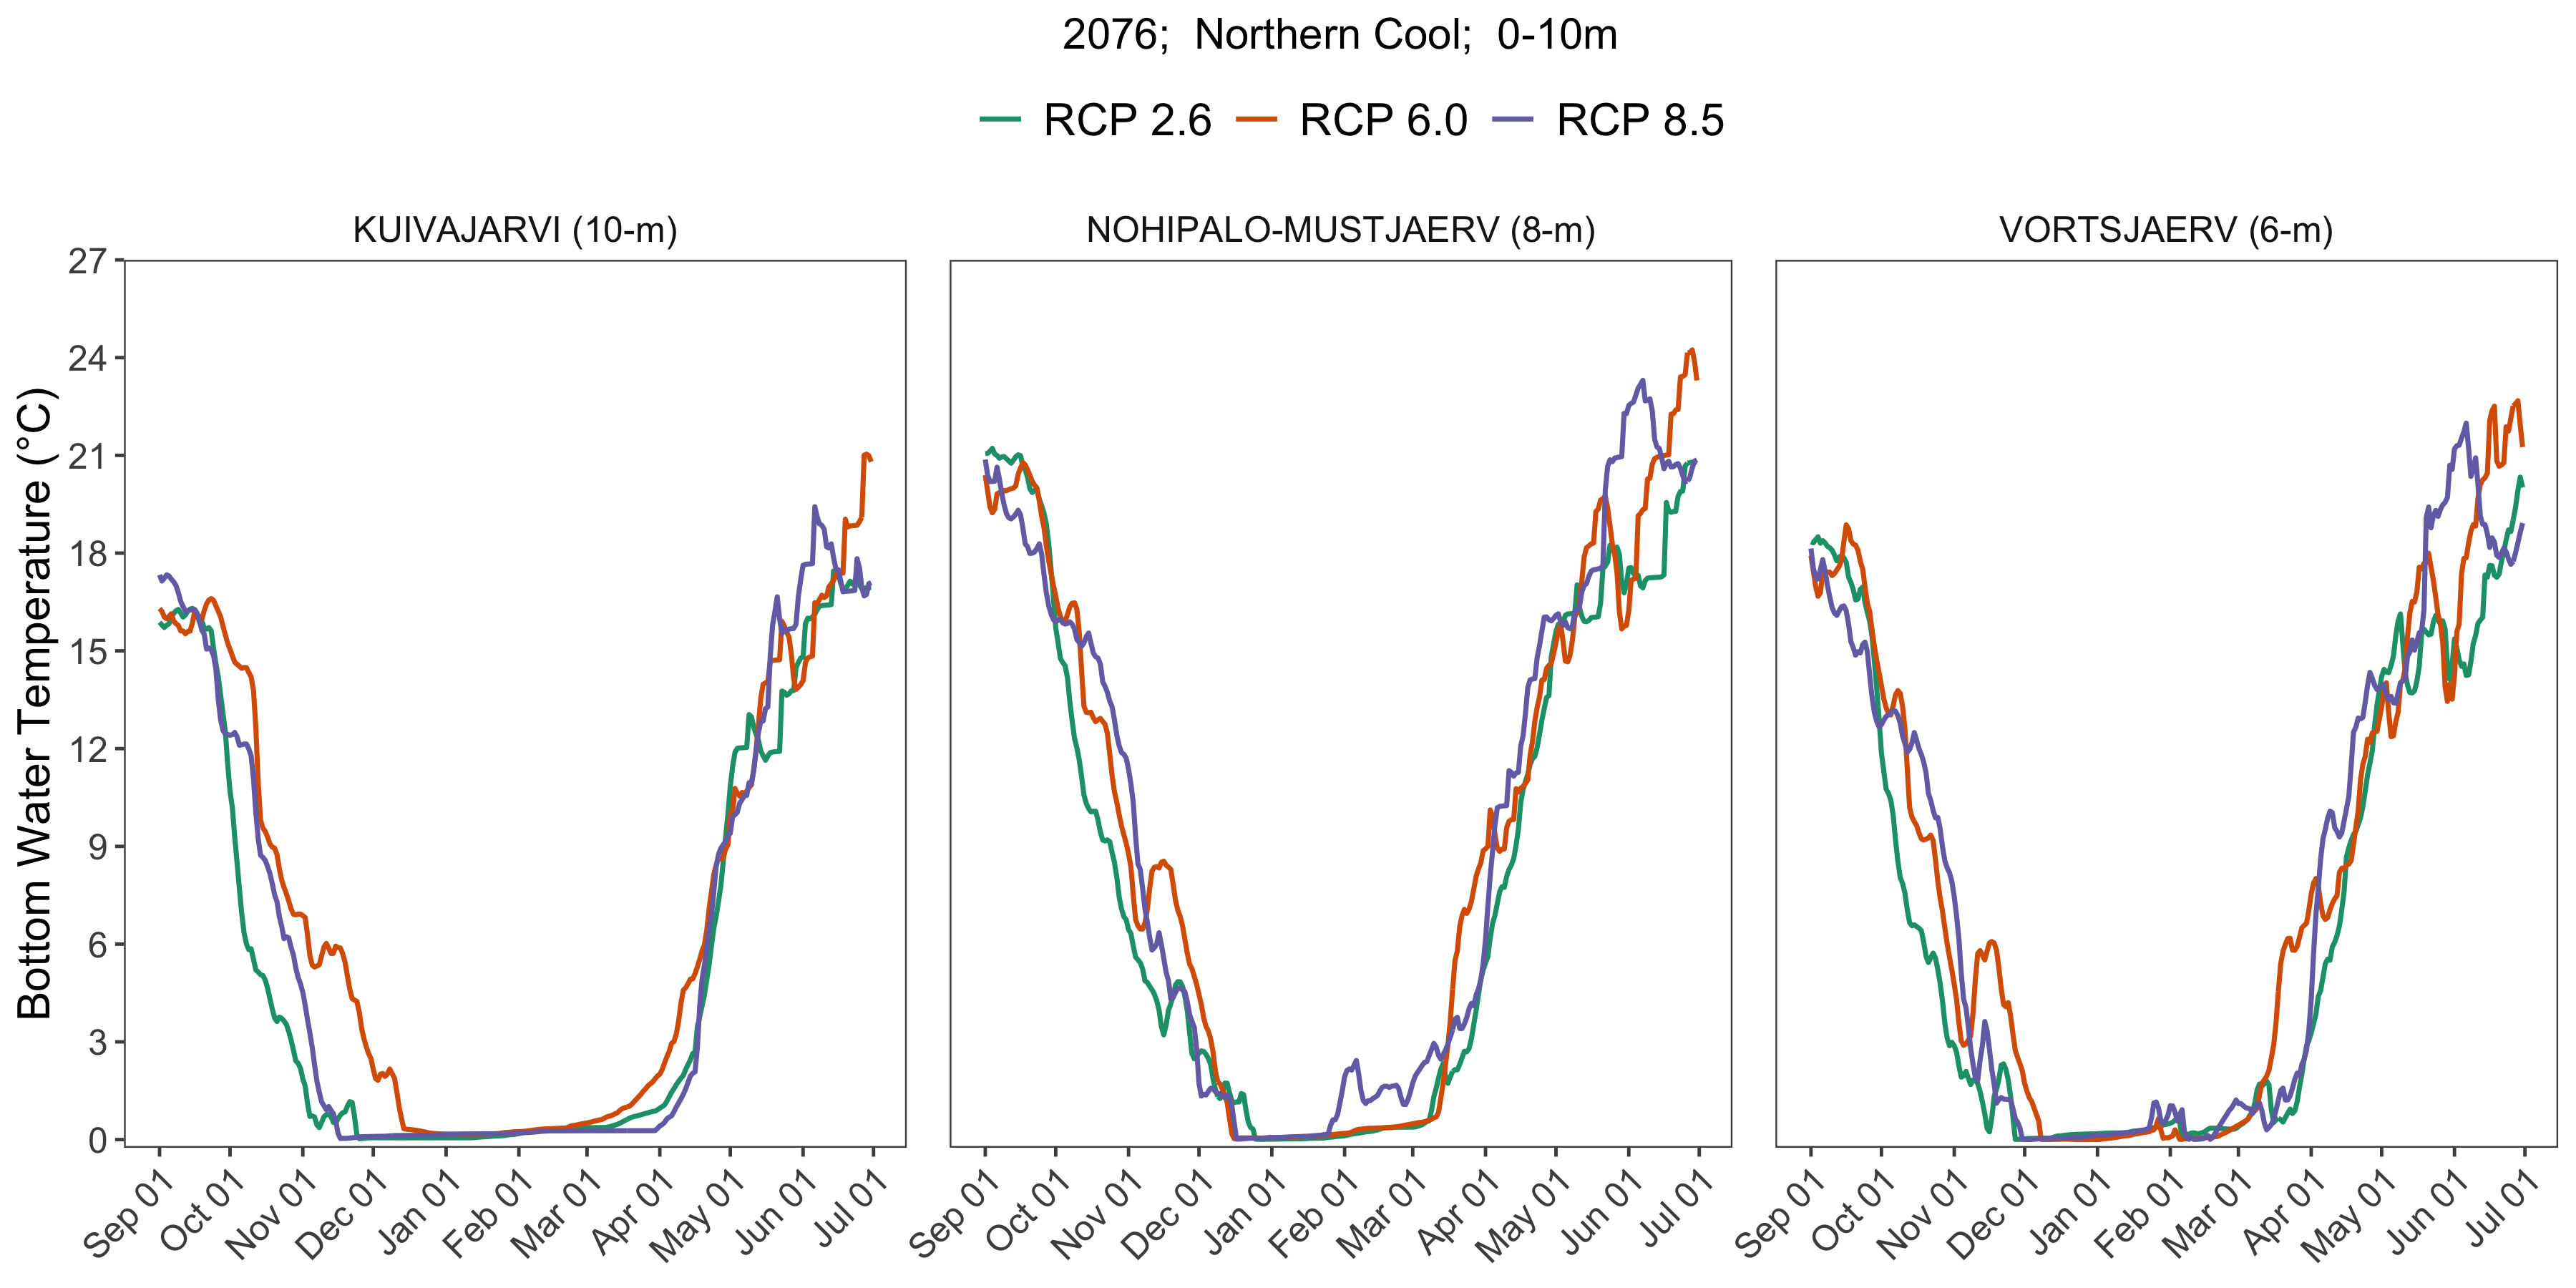 2076;  Northern Cool;  0-10m
RCP 2.6 RCP 6.0 RCP 8.5
KUIVAJARVI (10-m) NOHIPALO-MUSTJAERV (8-m) VORTSJAERV (6-m)
Bottom Water Temperature (°C)
27
24
21
18
15
12
9
6
3
0
Sep 01 Oct 01 Nov 01 Dec 01 Jan 01 Feb 01 Mar 01 Apr 01 May 01 Jun 01 Jul 01
Sep 01 Oct 01 Nov 01 Dec 01 Jan 01 Feb 01 Mar 01 Apr 01 May 01 Jun 01 Jul 01
Sep 01 Oct 01 Nov 01 Dec 01 Jan 01 Feb 01 Mar 01 Apr 01 May 01 Jun 01 Jul 01